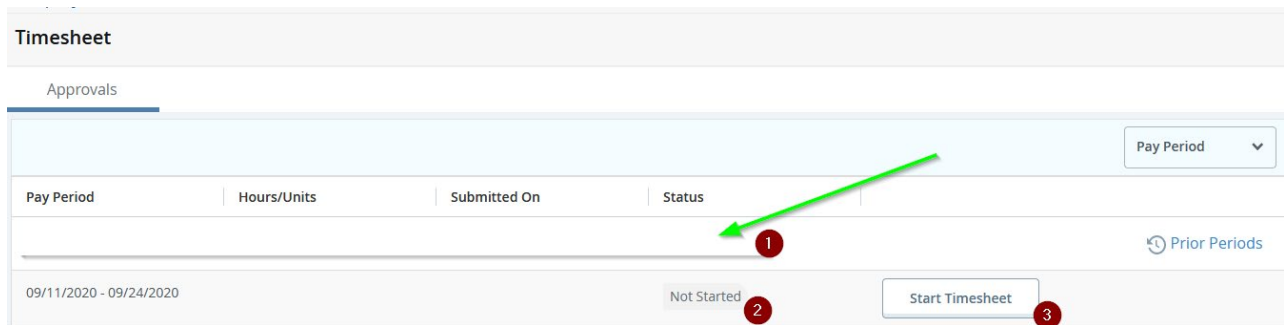 Timesheet
Approvals
Pay Period
Pay Period Hours/Units Submitted On Status
1 Prior Periods
09/11/2020 - 09/24/2020 Not Started 2 Start Timesheet 3